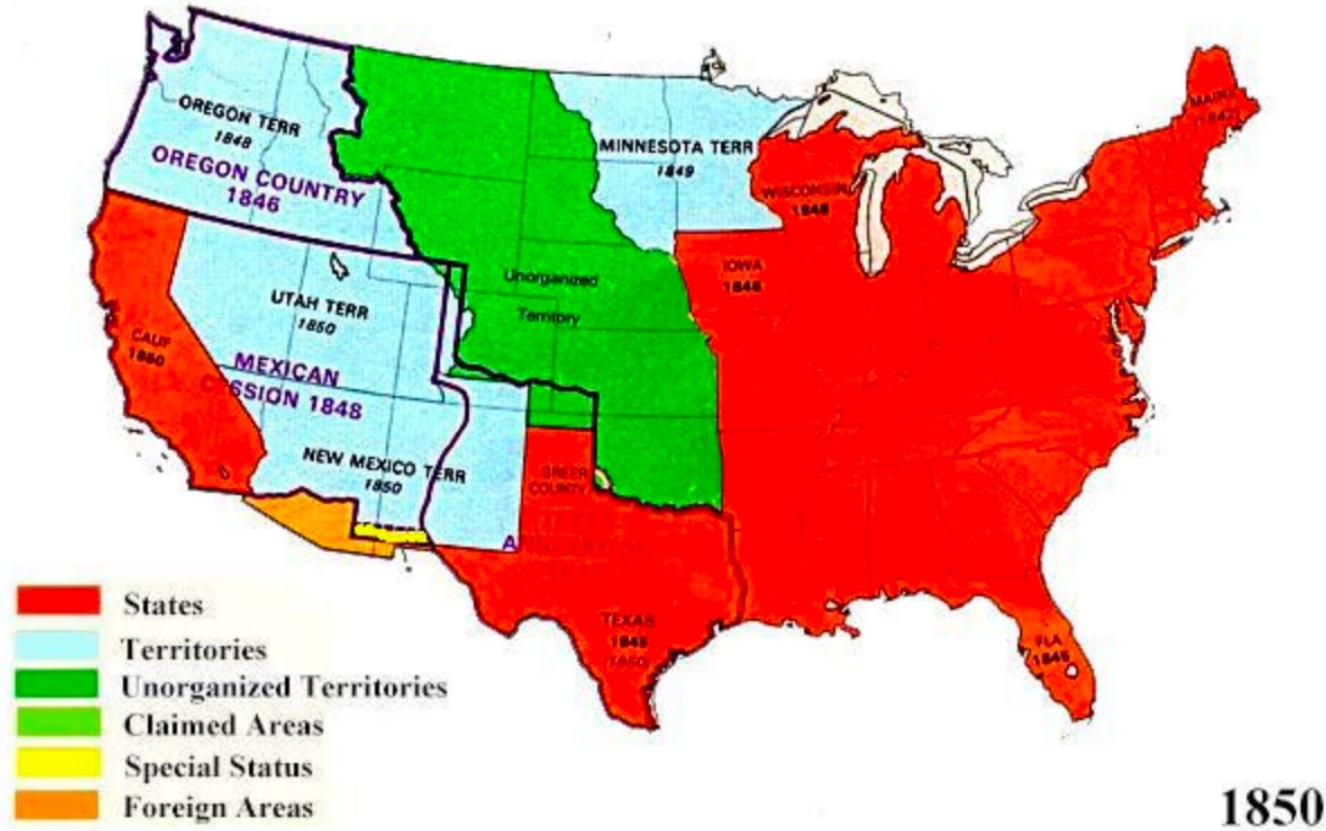 OREGON TERR
1848
OREGON COUNTRY
1846
MINNESOTA TERR
1849
WISCONSIN
1848
MAINE
IOWA
1846
Unorganized
Territory
UTAH TERR
1850
CALIF
1850
MEXICAN
SSION 1848
NEW MEXICO TERR
1850
GREER
COUNTY
A
TEXAS
1845
(1850)
FLA
1845
States
Territories
Unorganized Territories
Claimed Areas
Special Status
Foreign Areas
1850